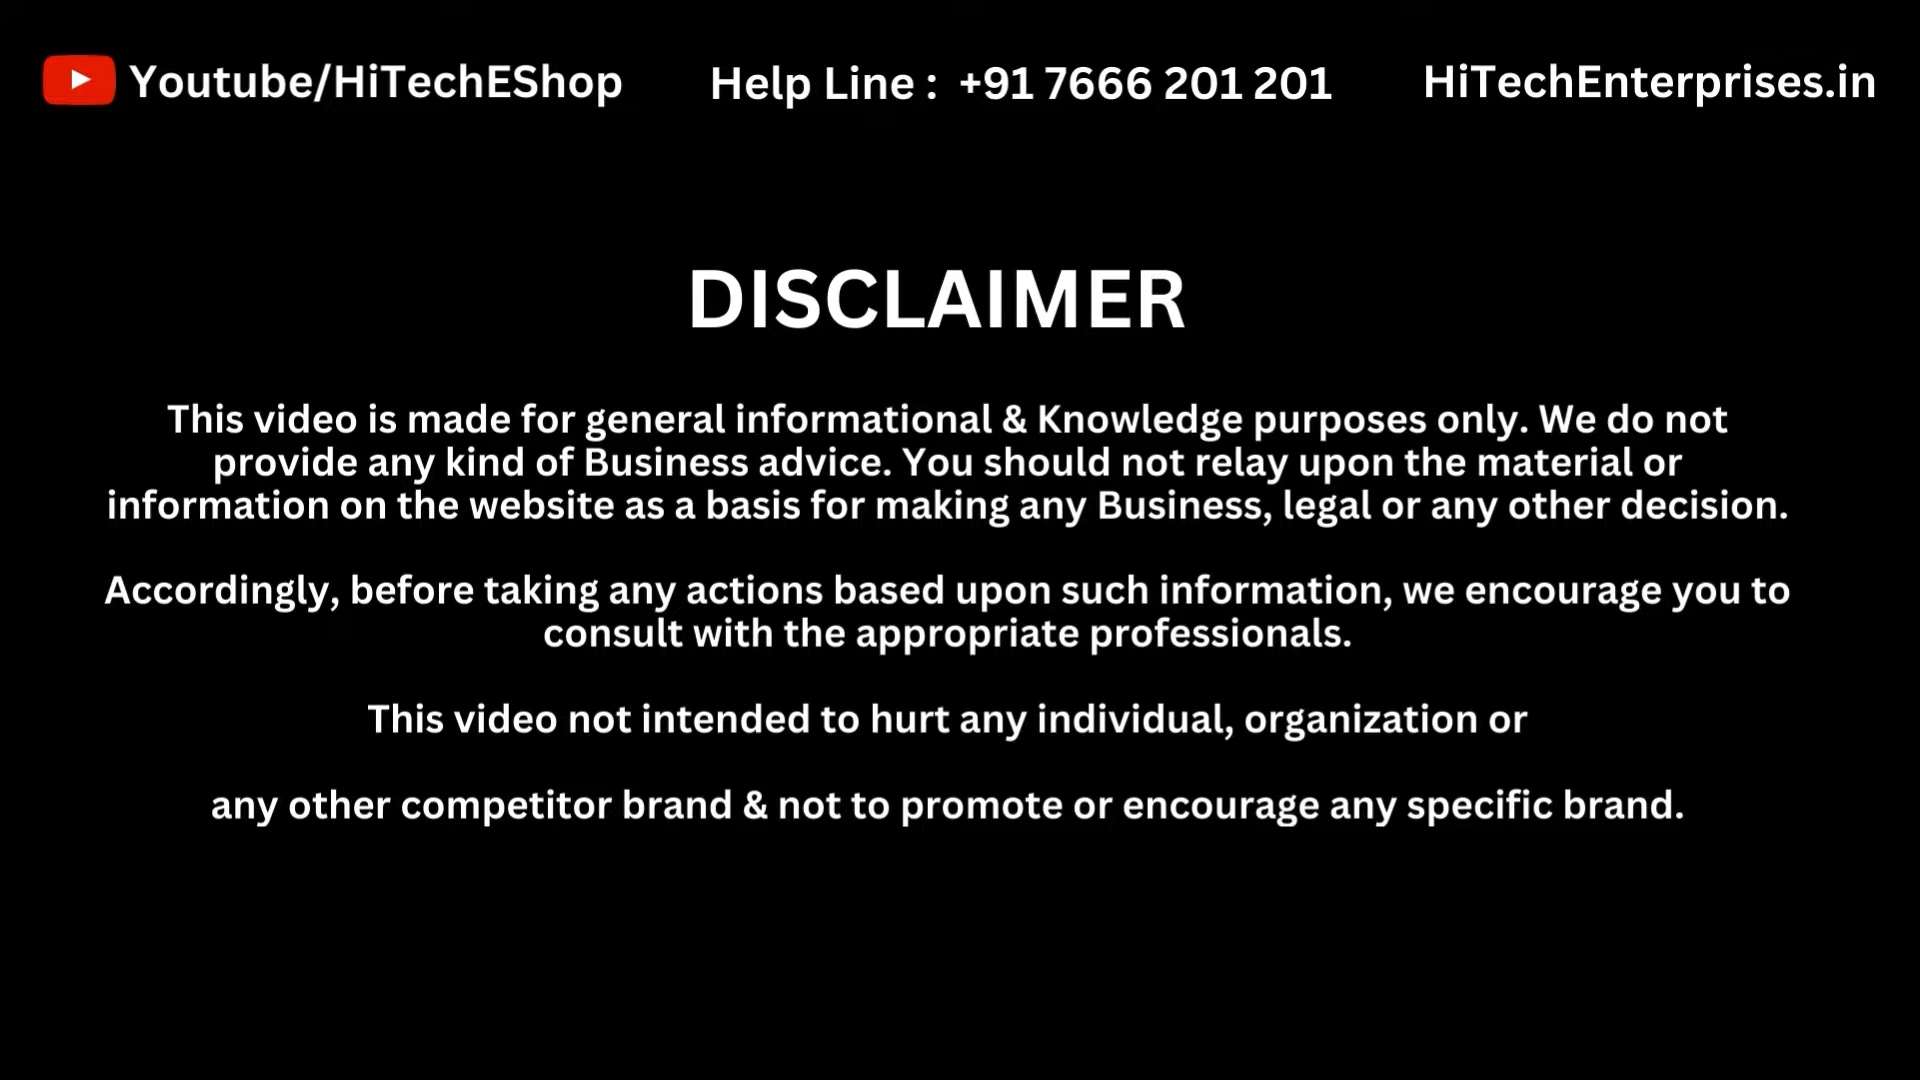 Youtube/HiTechEShop
Help Line : +91 7666 201 201
HiTechEnterprises.in
DISCLAIMER
This video is made for general informational & Knowledge purposes only. We do not
provide any kind of Business advice. You should not relay upon the material or
information on the website as a basis for making any Business, legal or any other decision.
Accordingly, before taking any actions based upon such information, we encourage you to
consult with the appropriate professionals.
This video not intended to hurt any individual, organization or
any other competitor brand & not to promote or encourage any specific brand.